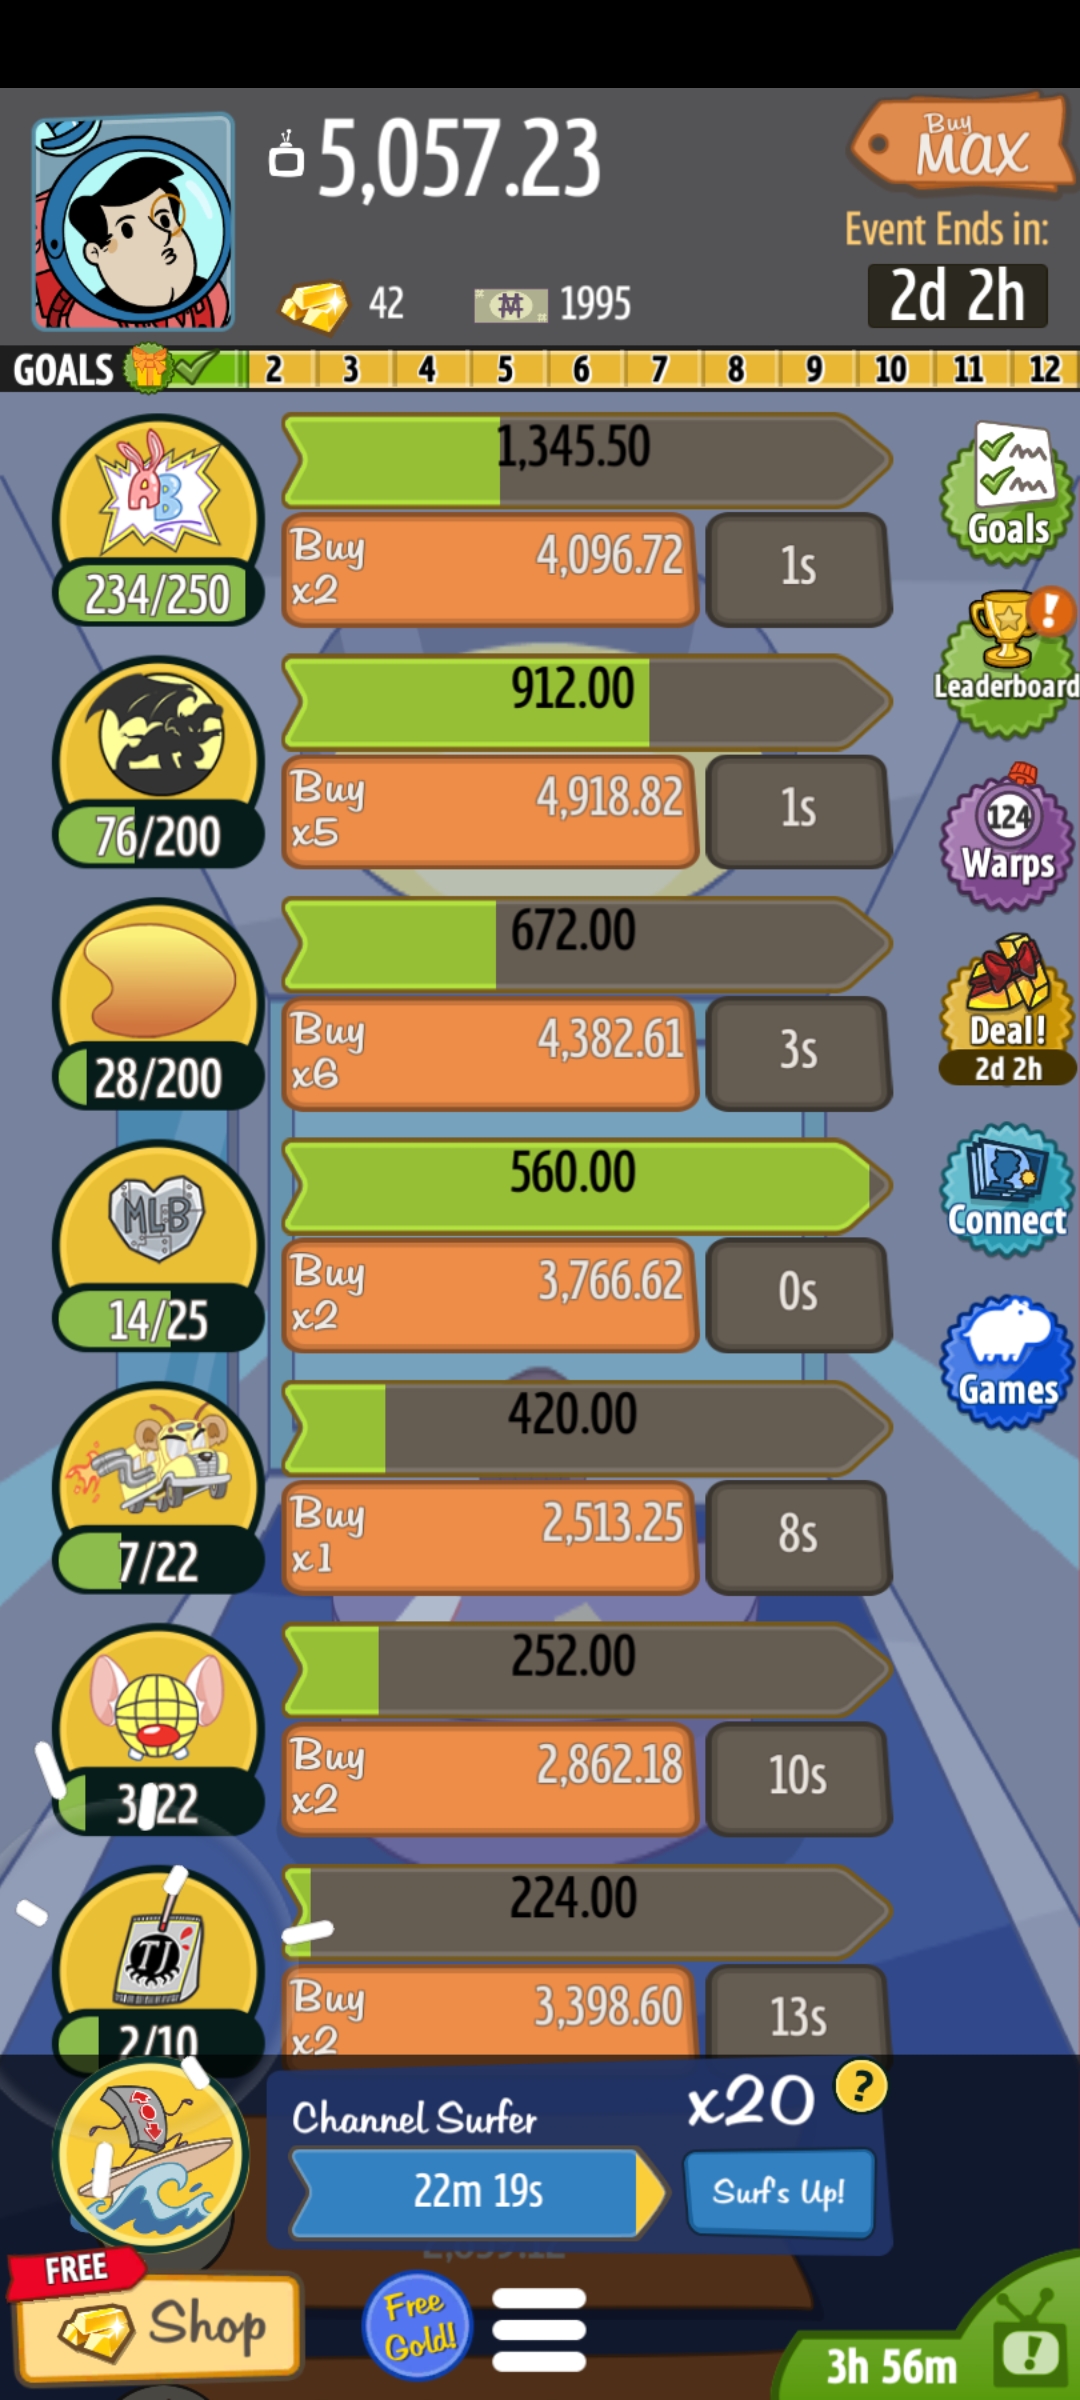 5,057.23
Buy
MAX
Event Ends in:
2d 2h
42
1995
GOALS 2 3 4 5 6 7 8 9 10 11 12
AB
234/250
1,345.50
Buy
x2
4,096.72
1s
Goals
76/200
912.00
Buy
x5
4,918.82
1s
!
Leaderboard
28/200
672.00
Buy
x6
4,382.61
3s
124
Warps
Deal!
2d 2h
MLB
14/25
560.00
Buy
x2
3,766.62
0s
Connect
7/22
420.00
Buy
x1
2,513.25
8s
Games
3/22
252.00
Buy
x2
2,862.18
10s
TJ
2/10
224.00
Buy
x2
3,398.60
13s
Channel Surfer
x20
?
22m 19s
Surf's Up!
FREE
Shop
Free
Gold!
3h 56m
!